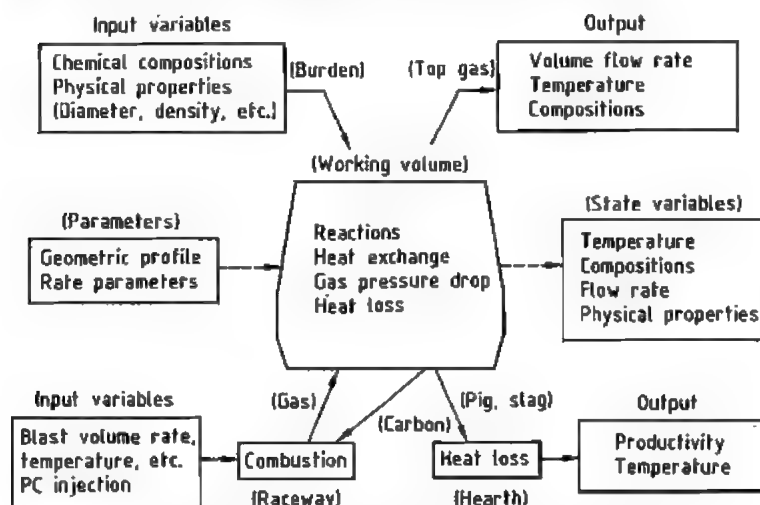 Input variables
Chemical compositions
Physical properties
(Diameter, density, etc.)
(Burden)
(Top gas)
Output
Volume flow rate
Temperature
Compositions
(Working volume)
Reactions
Heat exchange
Gas pressure drop
Heat loss
(Parameters)
Geometric profile
Rate parameters
(State variables)
Temperature
Compositions
Flow rate
Physical properties
Input variables
Blast volume rate,
temperature, etc.
PC injection
(Gas)
Combustion
(Raceway)
(Carbon)
(Pig, slag)
Heat loss
(Hearth)
Output
Productivity
Temperature